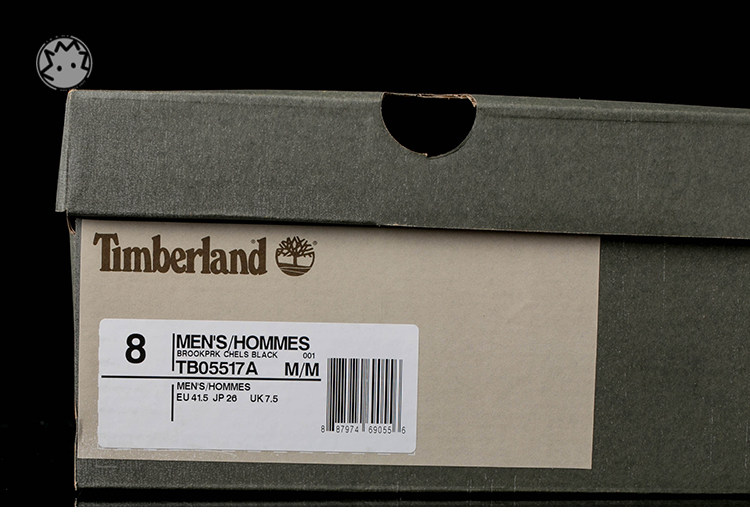 Timberland®
8
MEN'S/HOMMES
BROOKPRK CHELS BLACK 001
TB05517A M/M
MEN'S/HOMMES
EU 41.5 JP 26 UK 7.5
8 87974 69055 6